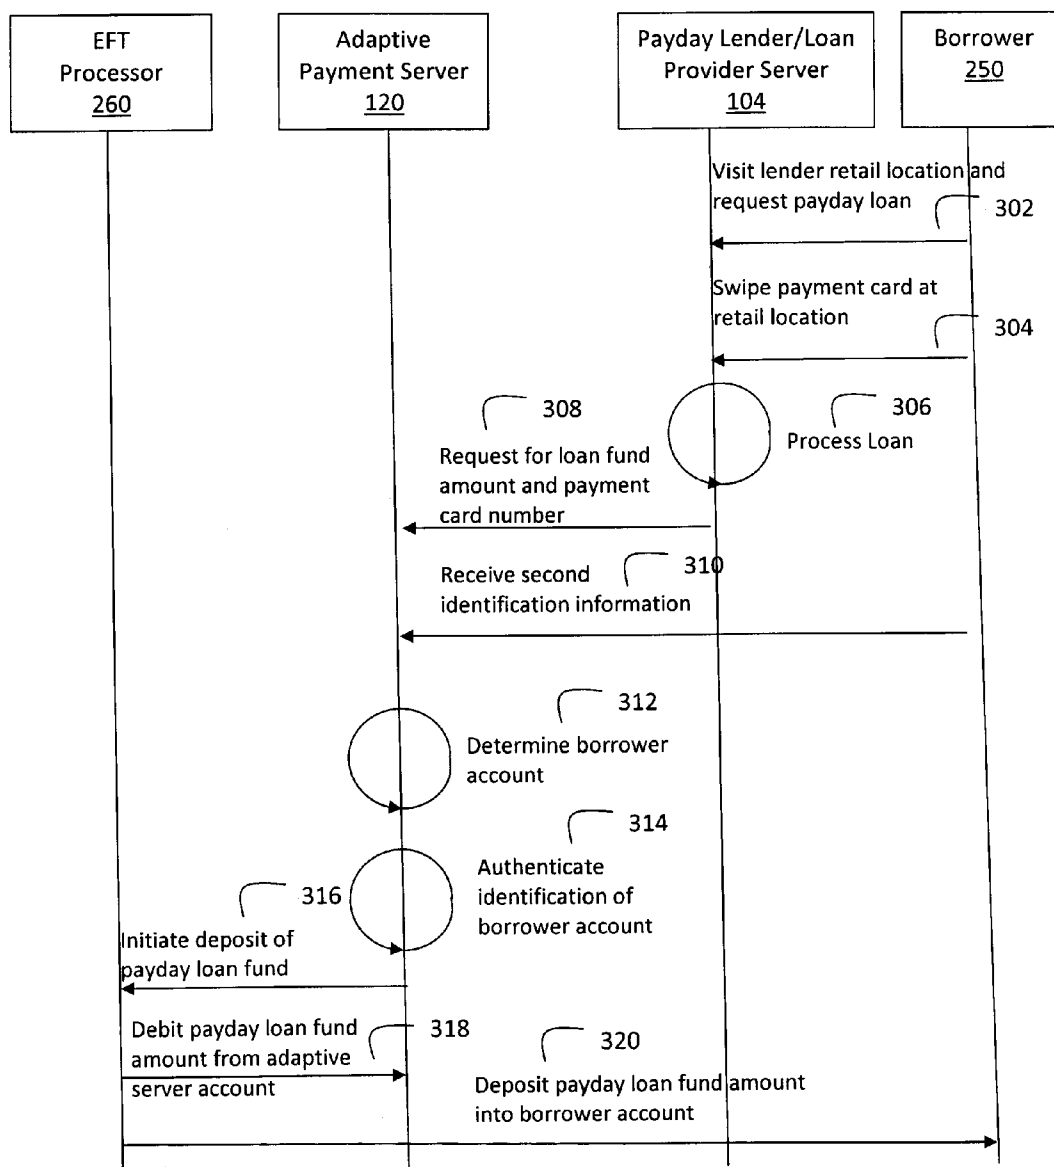 EFT
Processor
260
Adaptive
Payment Server
120
Payday Lender/Loan
Provider Server
104
Borrower
250
Visit lender retail location and
request payday loan
302
Swipe payment card at
retail location
304
308
306
Process Loan
Request for loan fund
amount and payment
card number
310
Receive second
identification information
312
Determine borrower
account
314
Authenticate
identification of
borrower account
316
Initiate deposit of
payday loan fund
Debit payday loan fund
amount from adaptive
server account
318
320
Deposit payday loan fund amount
into borrower account